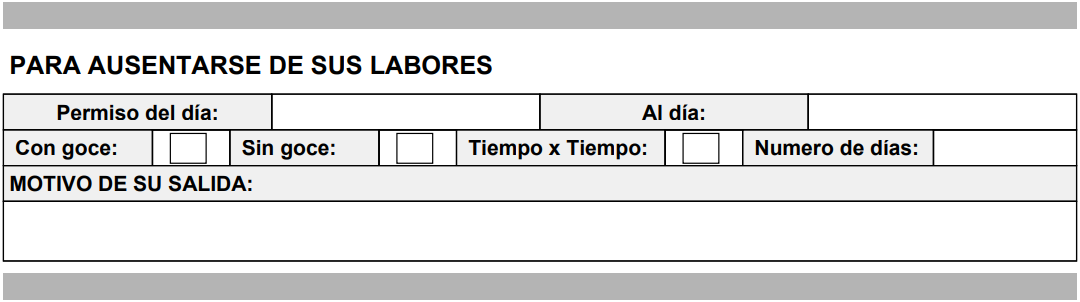 PARA AUSENTARSE DE SUS LABORES
Permiso del día: Al día:
Con goce: Sin goce: Tiempo x Tiempo: Numero de días:
MOTIVO DE SU SALIDA: